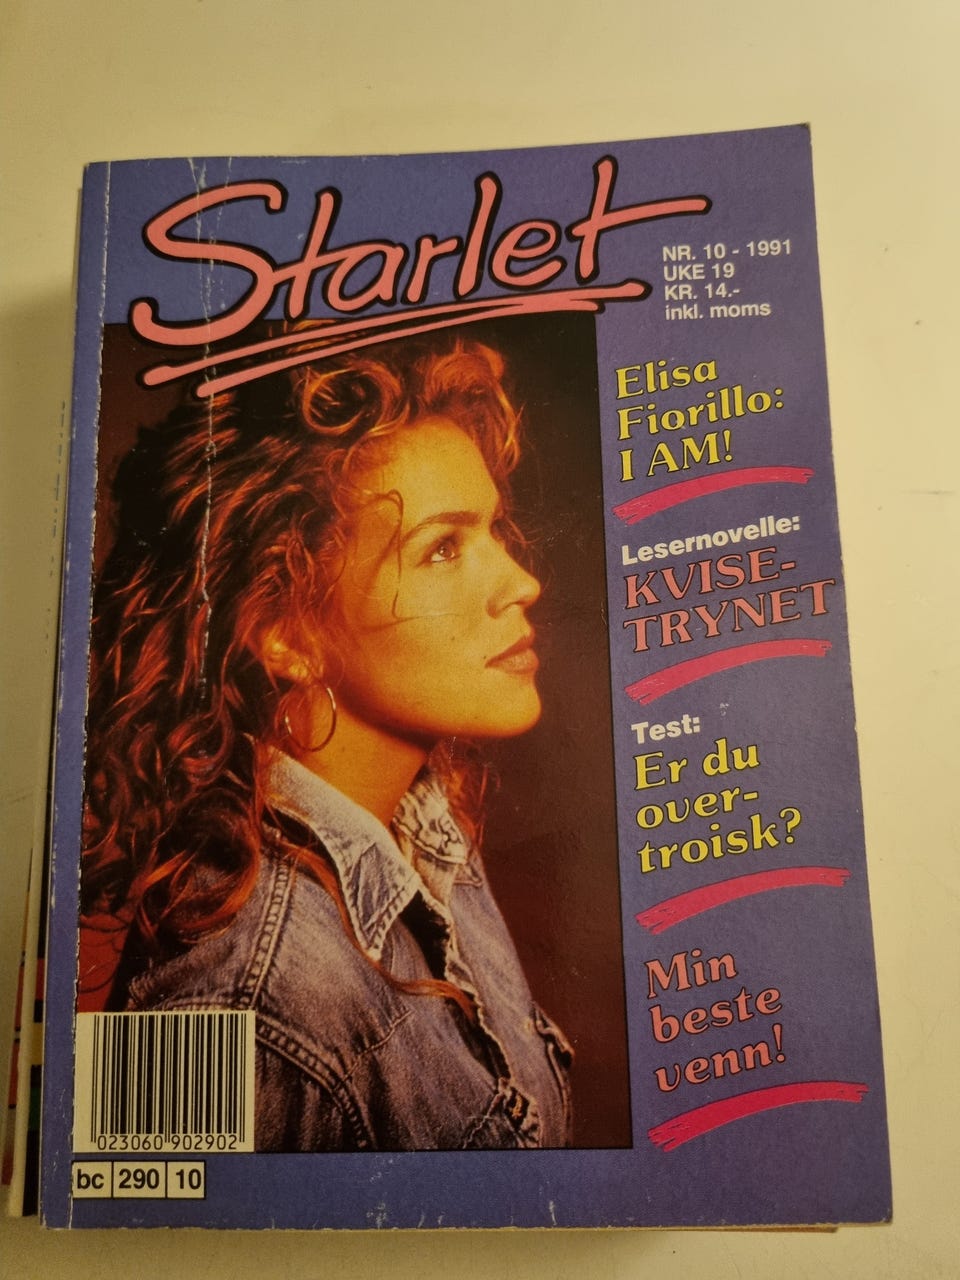 Starlet
NR. 10 - 1991
UKE 19
KR. 14.-
inkl. moms
Elisa
Fiorillo:
I AM!
Lesernovelle:
KVISE-
TRYNET
Test:
Er du
over-
troisk?
Min
beste
venn!
023060 902902
bc 290 10